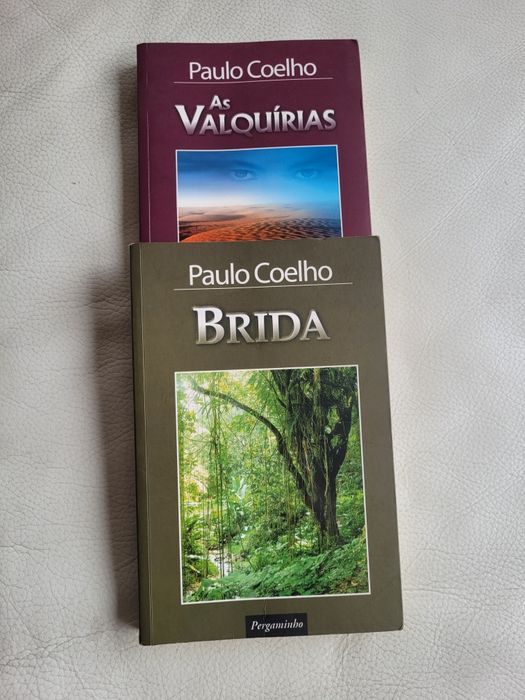 Paulo Coelho
As
VALQUÍRIAS
Paulo Coelho
BRIDA
Pergaminho